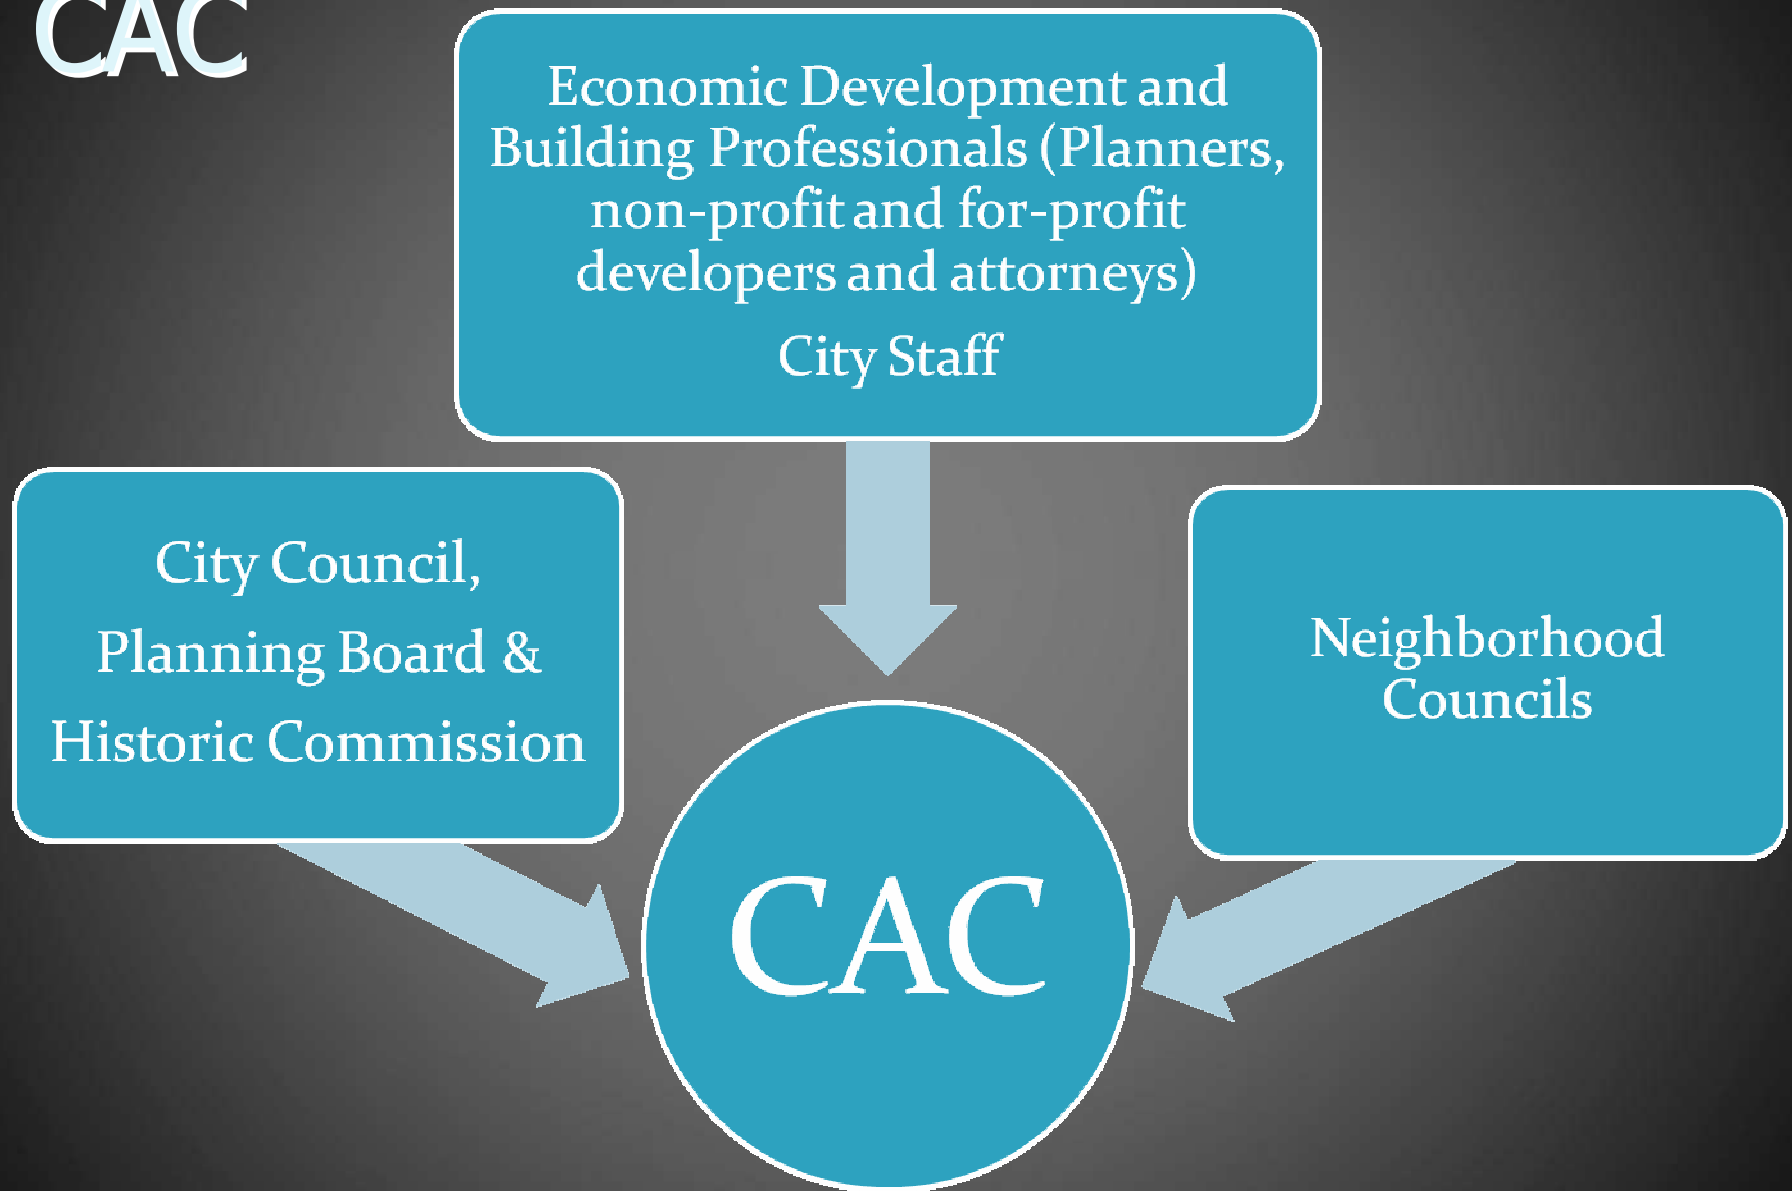 CAC
Economic Development and
Building Professionals (Planners,
non-profit and for-profit
developers and attorneys)
City Staff
City Council,
Planning Board &
Historic Commission
Neighborhood
Councils
CAC